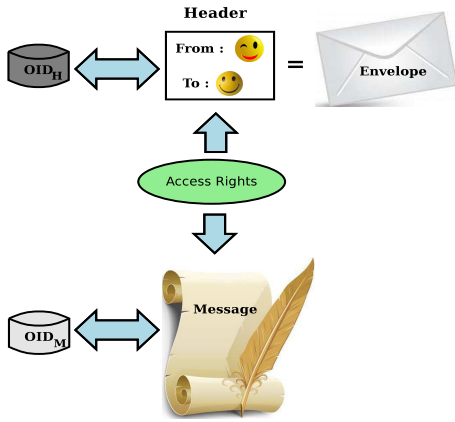 Header
From :
To :
OIDH
=
Envelope
Access Rights
Message
OIDM